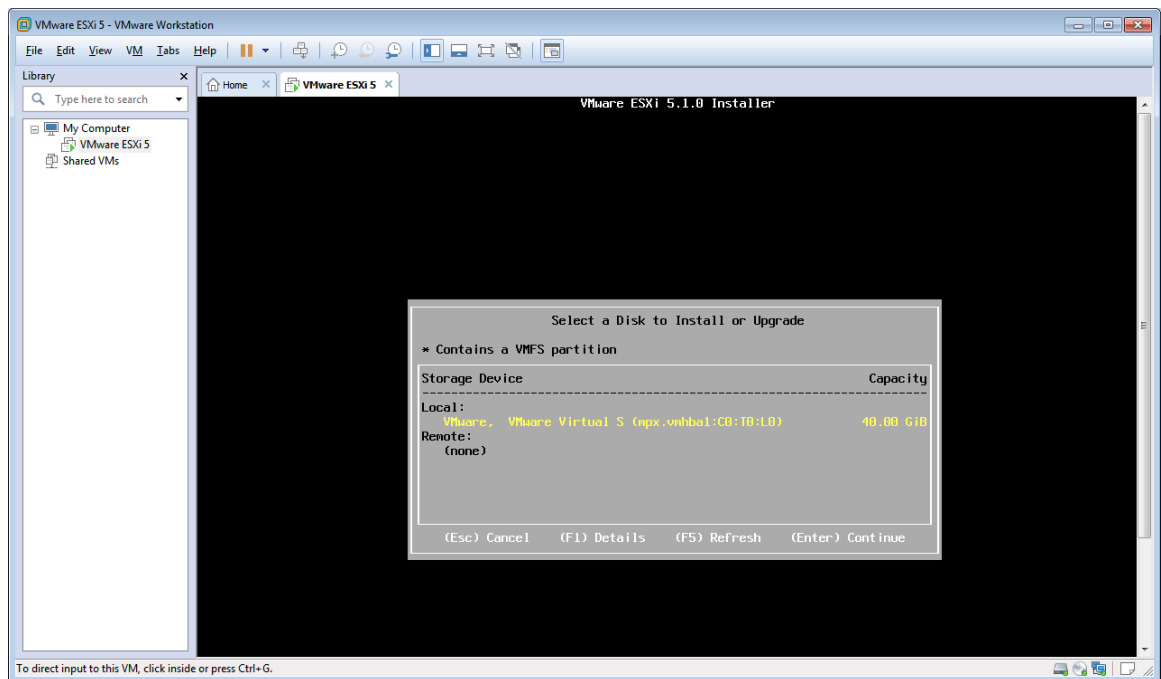 VMware ESXi 5 - VMware Workstation
File Edit View VM Tabs Help
Library
Type here to search
My Computer
VMware ESXi 5
Shared VMs
Home
VMware ESXi 5
VMware ESXi 5.1.0 Installer
Select a Disk to Install or Upgrade
* Contains a VMFS partition
Storage Device Capacity
Local:
VMware, VMware Virtual S (mpx.vmhba1:C0:T0:L0) 40.00 GiB
Remote:
(none)
(Esc) Cancel (F1) Details (F5) Refresh (Enter) Continue
To direct input to this VM, click inside or press Ctrl+G.